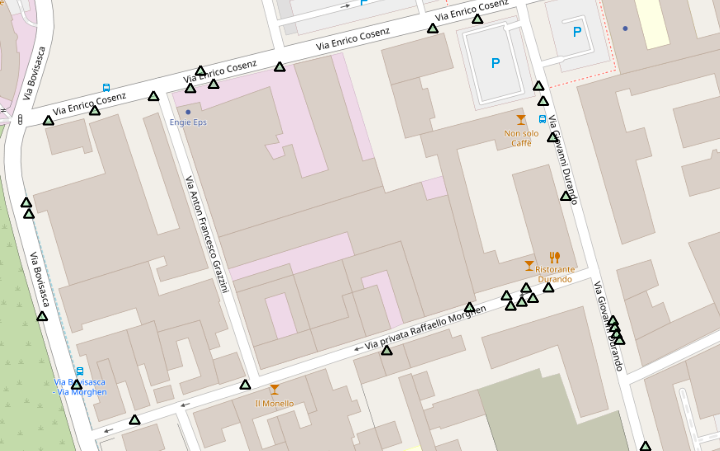 P
Via Enrico Cosenz
Via Bovisasca
Via Enrico Cosenz
P
P
Via Enrico Cosenz
Via Enrico Cosenz
Engie Eps
Non solo
Caffè
Via Giovanni Durando
Via Anton Francesco Grazzini
Via Bovisasca
Ristorante
Durando
Via Giovanni Durando
Via privata Raffaello Morghen
Via Bovisasca
- Via Morghen
Il Monello